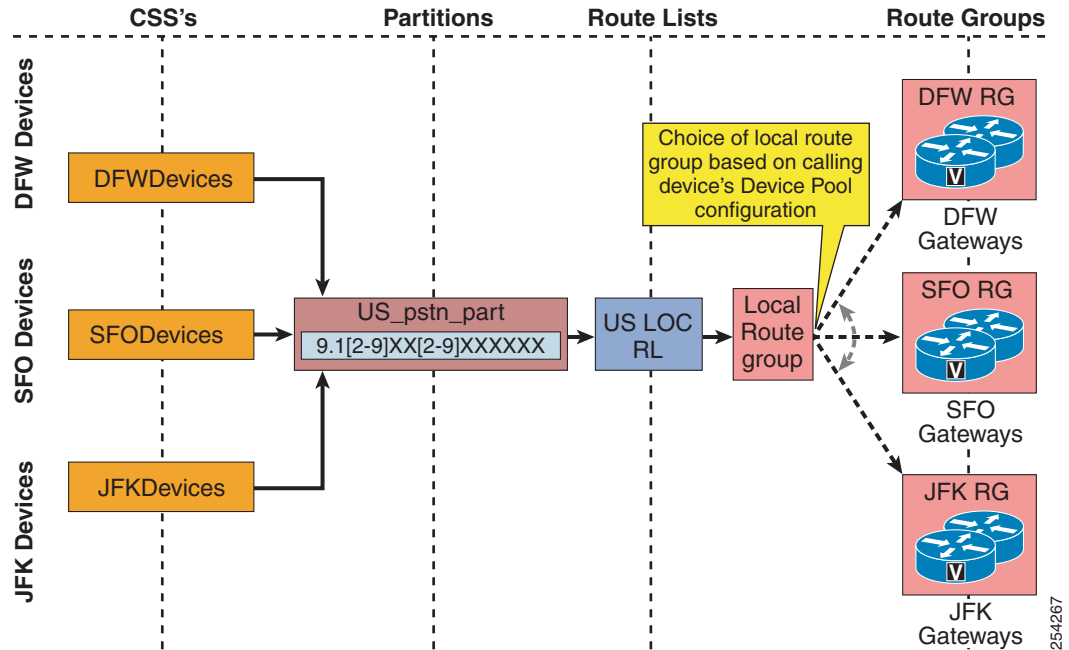 CSS's
Partitions
Route Lists
Route Groups
DFW Devices
SFO Devices
JFK Devices
DFWDevices
SFODevices
JFKDevices
US_pstn_part
9.1[2-9]XX[2-9]XXXXXX
US LOC
RL
Local
Route
group
Choice of local route
group based on calling
device's Device Pool
configuration
DFW RG
V
DFW
Gateways
SFO RG
V
SFO
Gateways
JFK RG
V
JFK
Gateways
254267